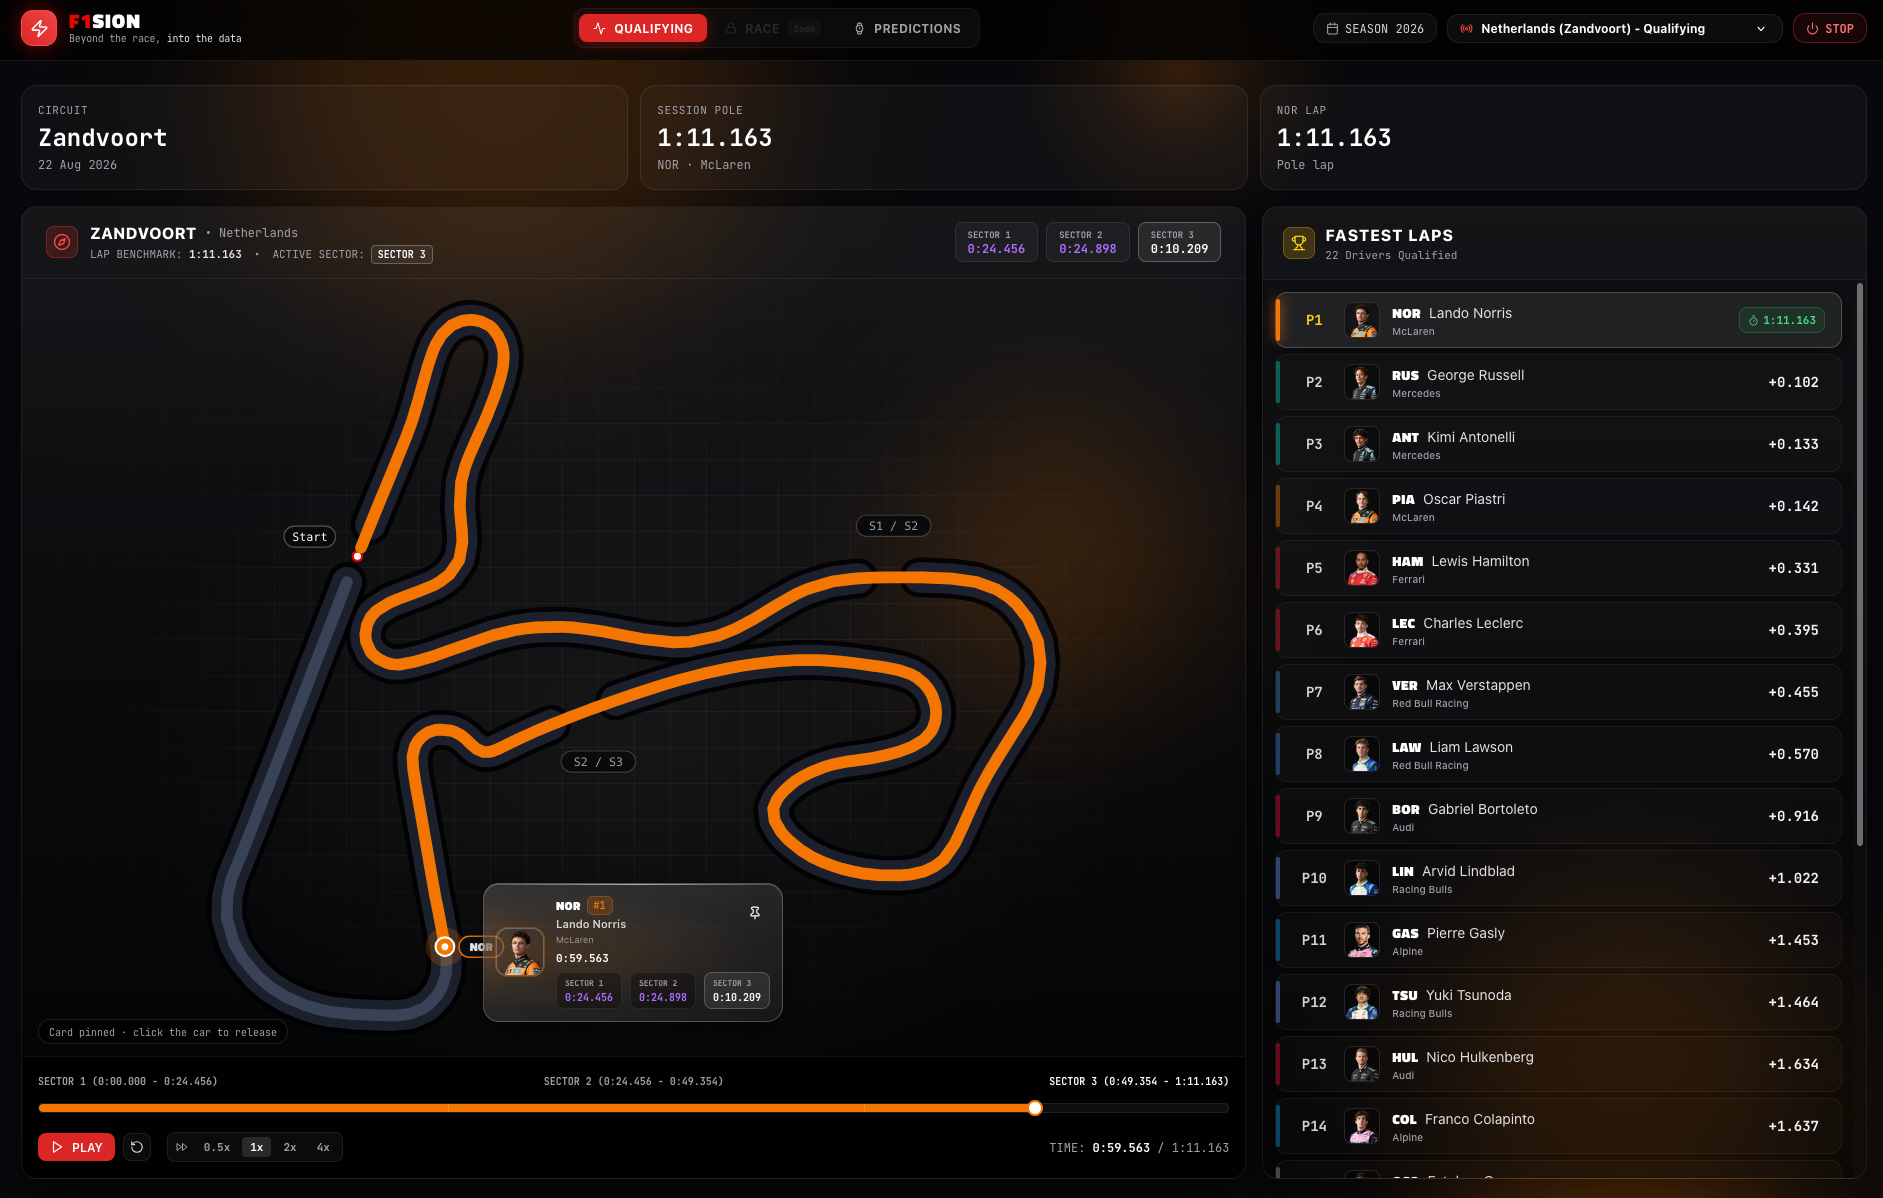 F1SION
Beyond the race, into the data
QUALIFYING
RACE Soon
PREDICTIONS
SEASON 2026
Netherlands (Zandvoort) - Qualifying
STOP
CIRCUIT
Zandvoort
22 Aug 2026
SESSION POLE
1:11.163
NOR · McLaren
NOR LAP
1:11.163
Pole lap
ZANDVOORT • Netherlands
LAP BENCHMARK: 1:11.163 • ACTIVE SECTOR: SECTOR 3
SECTOR 1
0:24.456
SECTOR 2
0:24.898
SECTOR 3
0:10.209
Start
S1 / S2
S2 / S3
NOR
NOR #1
Lando Norris
McLaren
0:59.563
SECTOR 1
0:24.456
SECTOR 2
0:24.898
SECTOR 3
0:10.209
Card pinned · click the car to release
SECTOR 1 (0:00.000 - 0:24.456)
SECTOR 2 (0:24.456 - 0:49.354)
SECTOR 3 (0:49.354 - 1:11.163)
PLAY
0.5x 1x 2x 4x
TIME: 0:59.563 / 1:11.163
FASTEST LAPS
22 Drivers Qualified
P1 NOR Lando Norris 1:11.163
McLaren
P2 RUS George Russell +0.102
Mercedes
P3 ANT Kimi Antonelli +0.133
Mercedes
P4 PIA Oscar Piastri +0.142
McLaren
P5 HAM Lewis Hamilton +0.331
Ferrari
P6 LEC Charles Leclerc +0.395
Ferrari
P7 VER Max Verstappen +0.455
Red Bull Racing
P8 LAW Liam Lawson +0.570
Red Bull Racing
P9 BOR Gabriel Bortoleto +0.916
Audi
P10 LIN Arvid Lindblad +1.022
Racing Bulls
P11 GAS Pierre Gasly +1.453
Alpine
P12 TSU Yuki Tsunoda +1.464
Racing Bulls
P13 HUL Nico Hulkenberg +1.634
Audi
P14 COL Franco Colapinto +1.637
Alpine